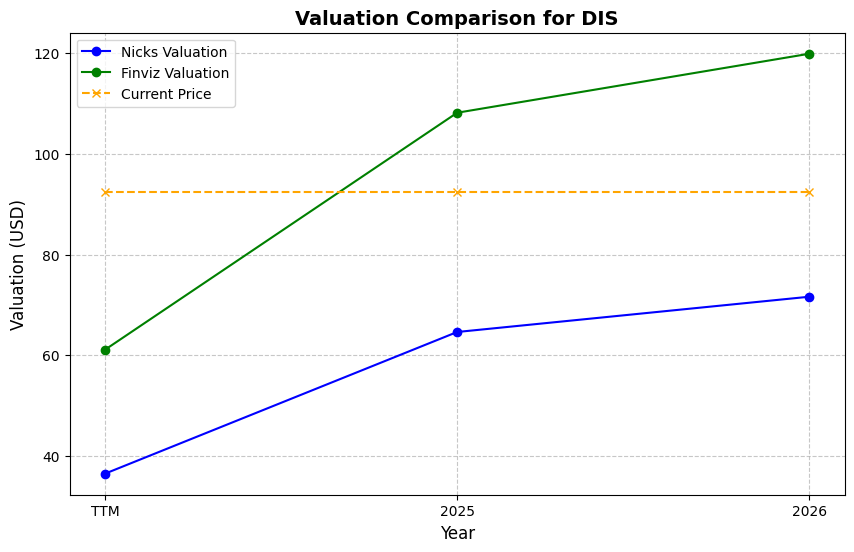 Valuation Comparison for DIS
Nicks Valuation
Finviz Valuation
Current Price
Valuation (USD)
120
100
80
60
40
TTM 2025 2026
Year